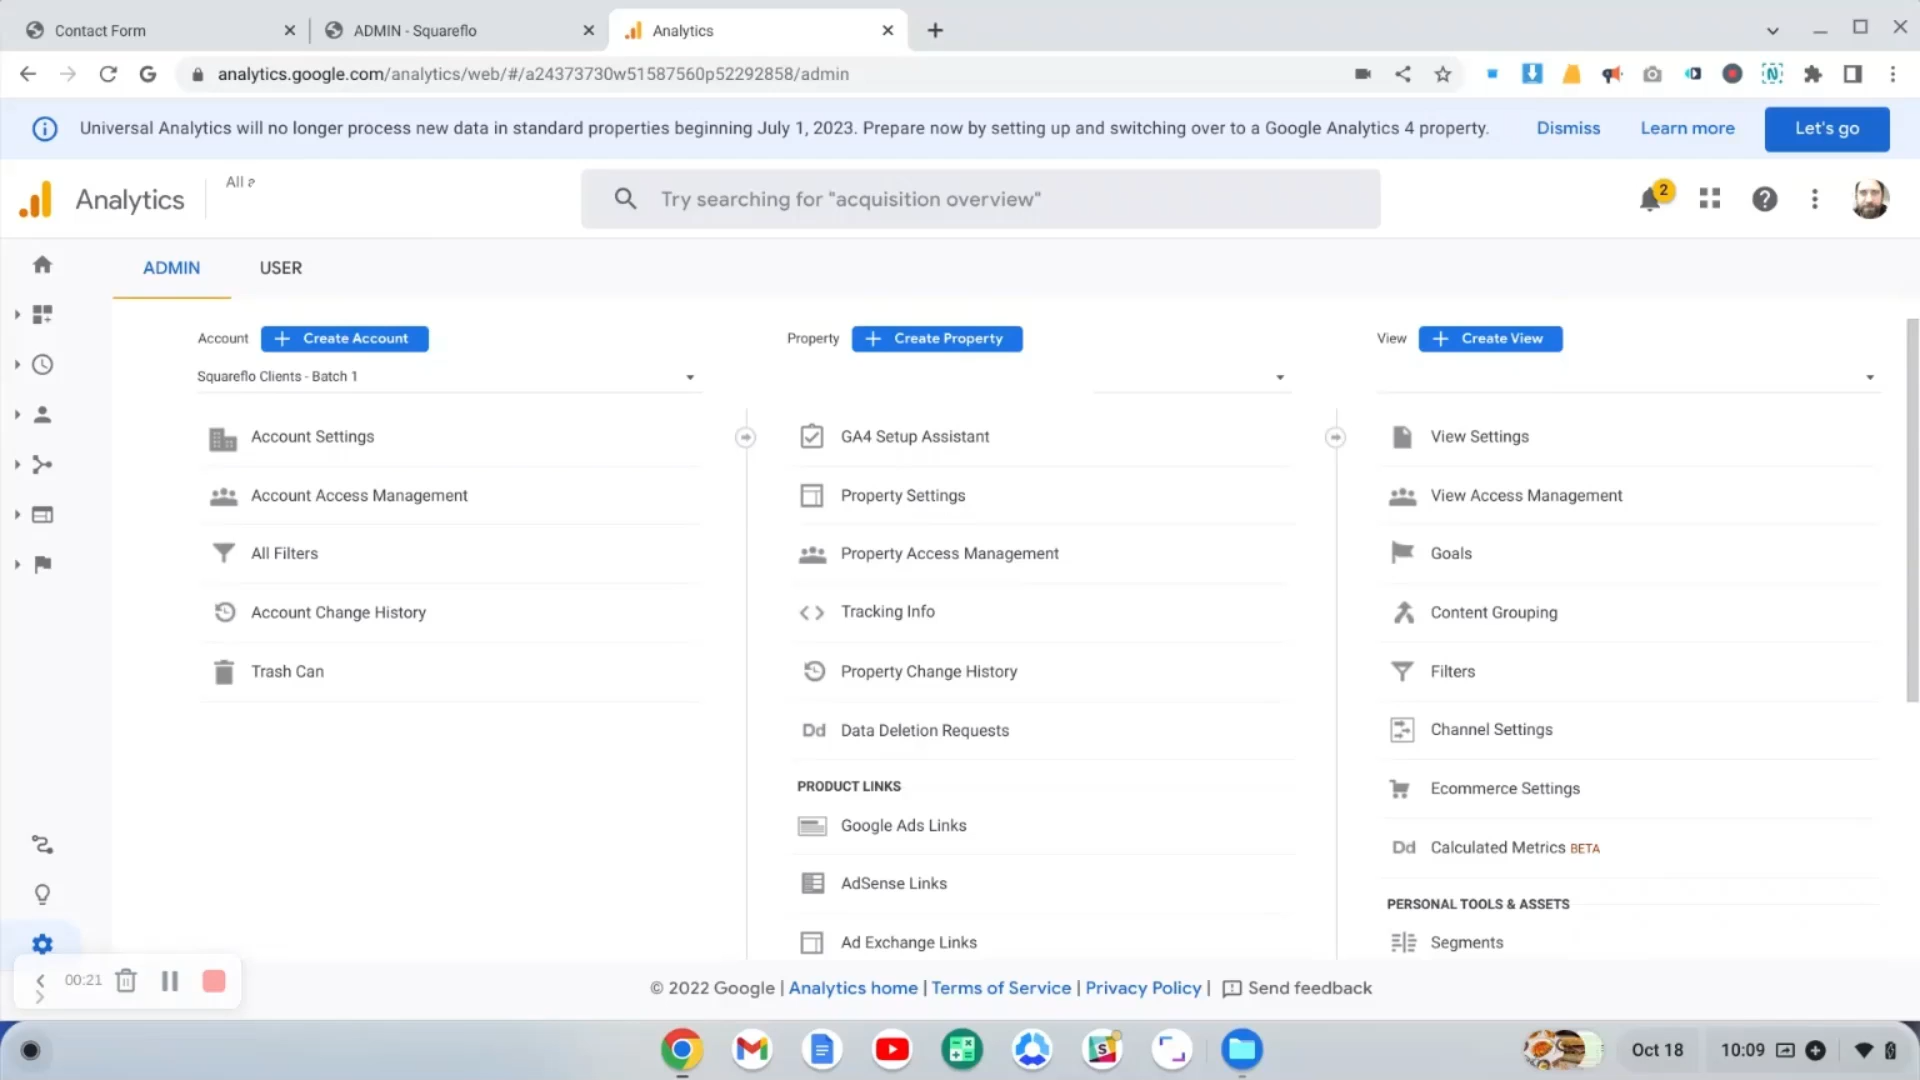 Contact Form
ADMIN - Squareflo
Analytics
analytics.google.com/analytics/web/#/a24373730w51587560p52292858/admin
Universal Analytics will no longer process new data in standard properties beginning July 1, 2023. Prepare now by setting up and switching over to a Google Analytics 4 property.
Dismiss
Learn more
Let's go
Analytics
All
Try searching for "acquisition overview"
2
ADMIN
USER
Account
Create Account
Property
Create Property
View
Create View
Squareflo Clients - Batch 1
Account Settings
Account Access Management
All Filters
Account Change History
Trash Can
GA4 Setup Assistant
Property Settings
Property Access Management
Tracking Info
Property Change History
Dd Data Deletion Requests
PRODUCT LINKS
Google Ads Links
AdSense Links
Ad Exchange Links
View Settings
View Access Management
Goals
Content Grouping
Filters
Channel Settings
Ecommerce Settings
Dd Calculated Metrics BETA
PERSONAL TOOLS & ASSETS
Segments
00:21
© 2022 Google | Analytics home | Terms of Service | Privacy Policy | Send feedback
Oct 18
10:09